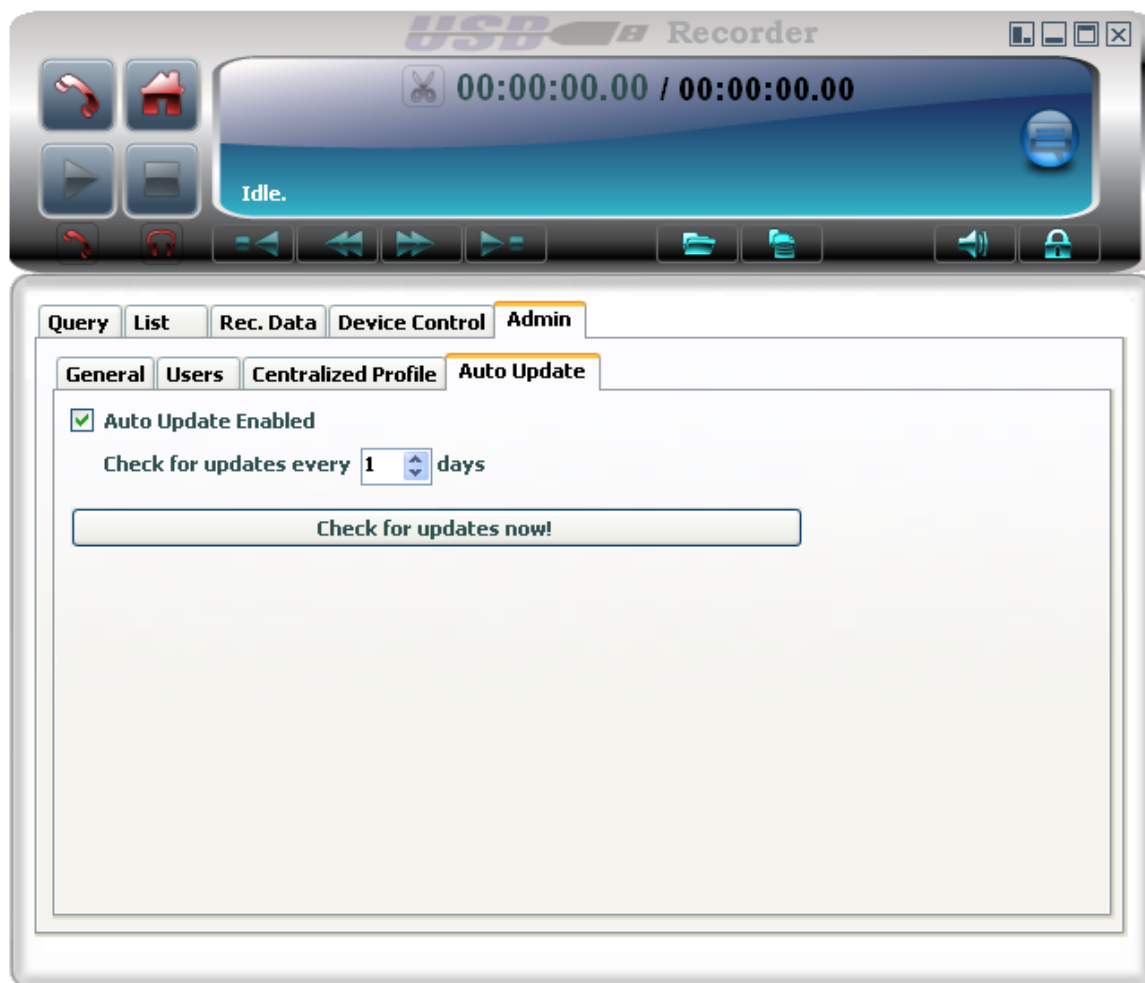 USB Recorder
00:00:00.00 / 00:00:00.00
Idle.
Query List Rec. Data Device Control Admin
General Users Centralized Profile Auto Update
Auto Update Enabled
Check for updates every 1 days
Check for updates now!